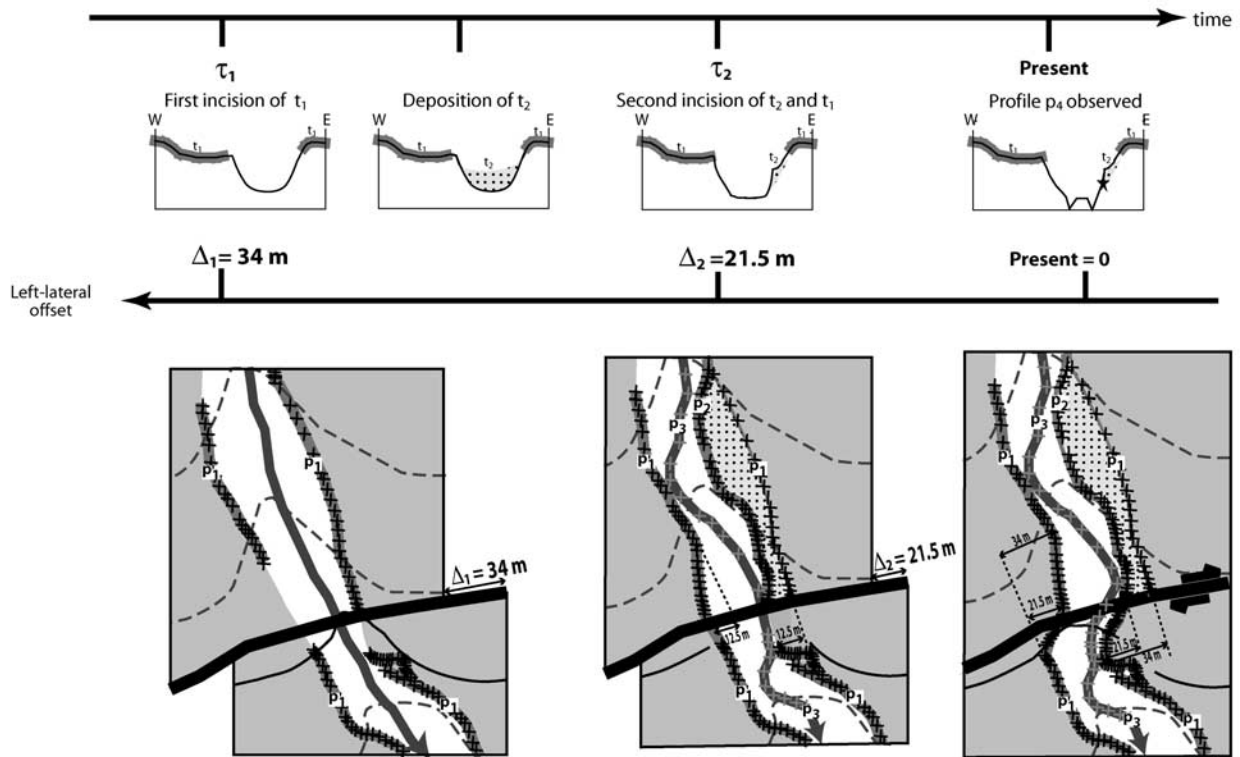 time
τ1
τ2
Present
First incision of t1
Deposition of t2
Second incision of t2 and t1
Profile p4 observed
W E
W E
W E
W E
t1 t1
t1 t2 t1
t1 t2 t1
t1 t2 t1
Δ1 = 34 m
Δ2 = 21.5 m
Present = 0
Left-lateral
offset
p1 p1
Δ1 = 34 m
p1 p1
p2
p3
p1 p1
Δ2 = 21.5 m
12.5 m
12.5 m
p3
p2
p3
p1 p1
34 m
21.5 m
21.5 m
34 m
p1 p3 p1